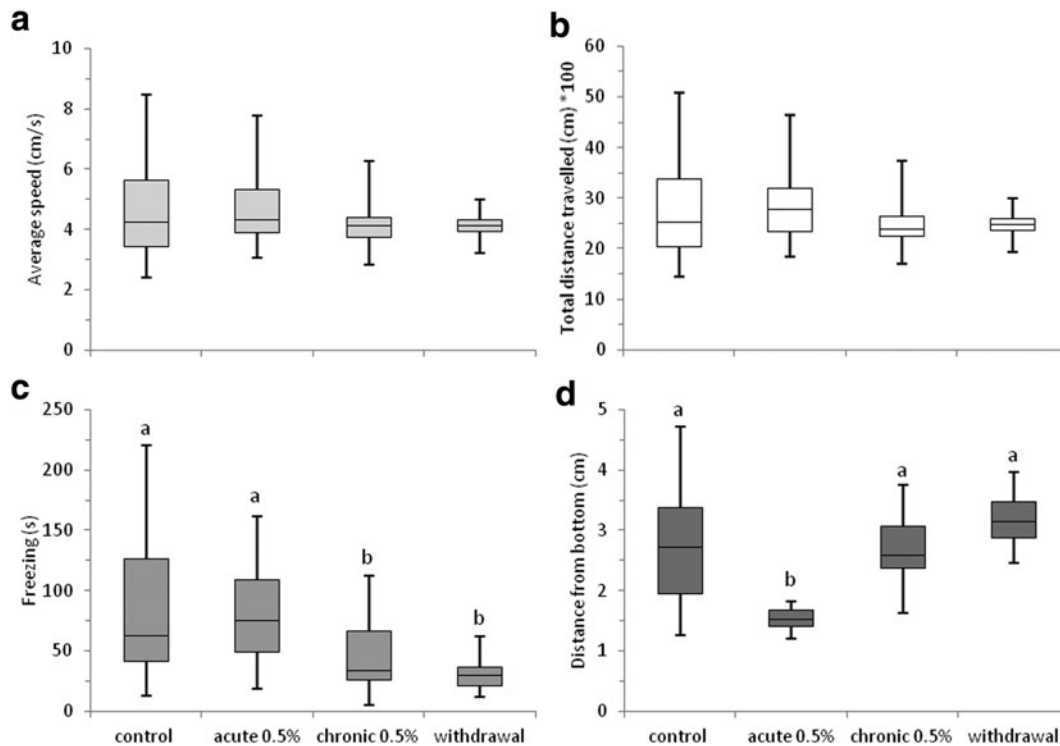 a
Average speed (cm/s)
10
8
6
4
2
0
b
Total distance travelled (cm) *100
60
50
40
30
20
10
0
c
Freezing (s)
250
200
150
100
50
0
a
a
b
b
control
acute 0.5%
chronic 0.5%
withdrawal
d
Distance from bottom (cm)
5
4
3
2
1
0
a
b
a
a
control
acute 0.5%
chronic 0.5%
withdrawal